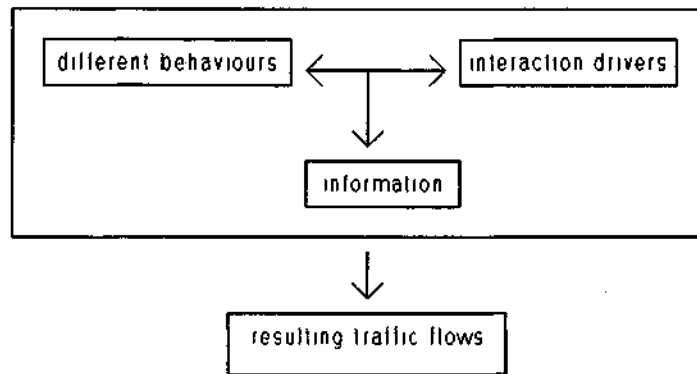 different behaviours
interaction drivers
information
resulting traffic flows